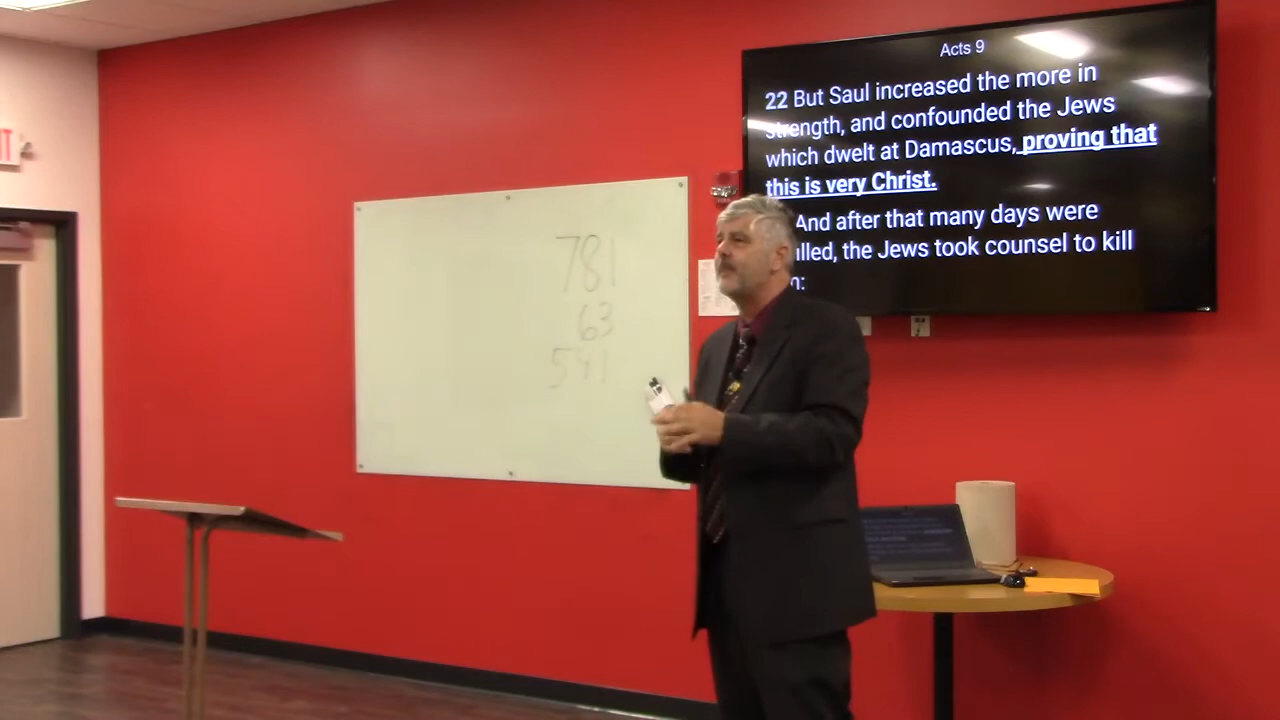 Acts 9
22 But Saul increased the more in
strength, and confounded the Jews
which dwelt at Damascus, proving that
this is very Christ.
And after that many days were
the Jews took counsel to kill
781
63
541